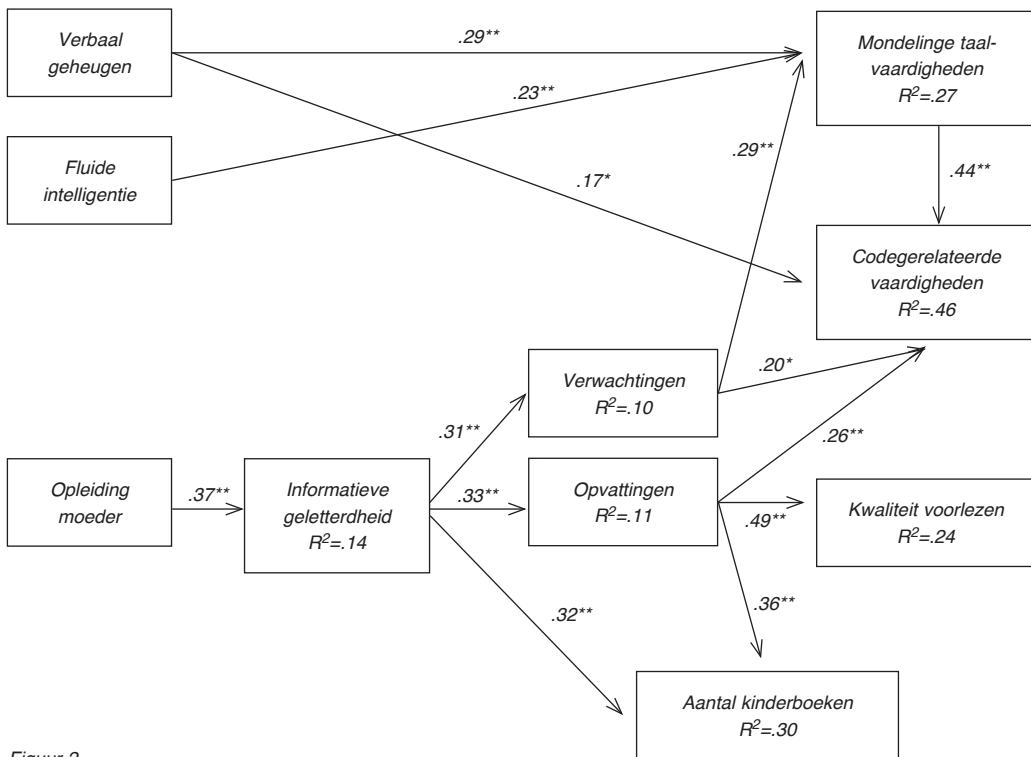 Verbaal
geheugen
.29**
Mondelinge taal-
vaardigheden
R²=.27
.23**
Fluide
intelligentie
.29**
.17*
.44**
Codegerelateerde
vaardigheden
R²=.46
Verwachtingen
R²=.10
.20*
.31**
.26**
Opleiding
moeder
.37**
Informatieve
geletterdheid
R²=.14
.33**
Opvattingen
R²=.11
.49**
Kwaliteit voorlezen
R²=.24
.32**
.36**
Aantal kinderboeken
R²=.30